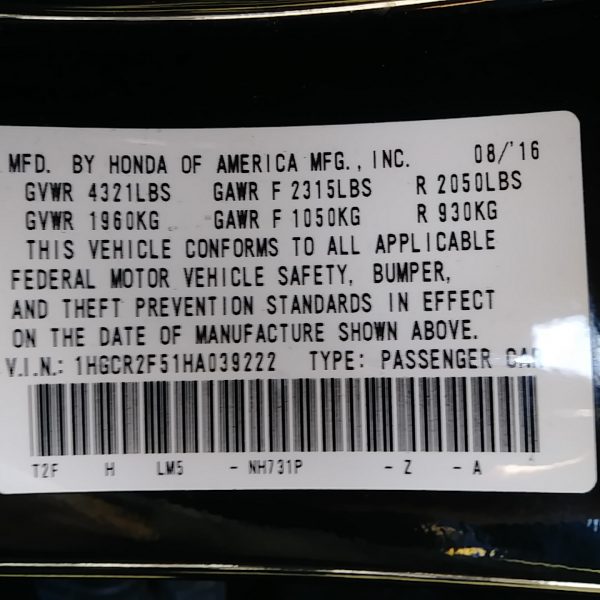 MFD. BY HONDA OF AMERICA MFG., INC. 08/'16
GVWR 4321LBS GAWR F 2315LBS R 2050LBS
GVWR 1960KG GAWR F 1050KG R 930KG
THIS VEHICLE CONFORMS TO ALL APPLICABLE
FEDERAL MOTOR VEHICLE SAFETY, BUMPER,
AND THEFT PREVENTION STANDARDS IN EFFECT
ON THE DATE OF MANUFACTURE SHOWN ABOVE.
V.I.N.: 1HGCR2F51HA039222 TYPE: PASSENGER CAR
T2F H LM5 - NH731P - Z - A